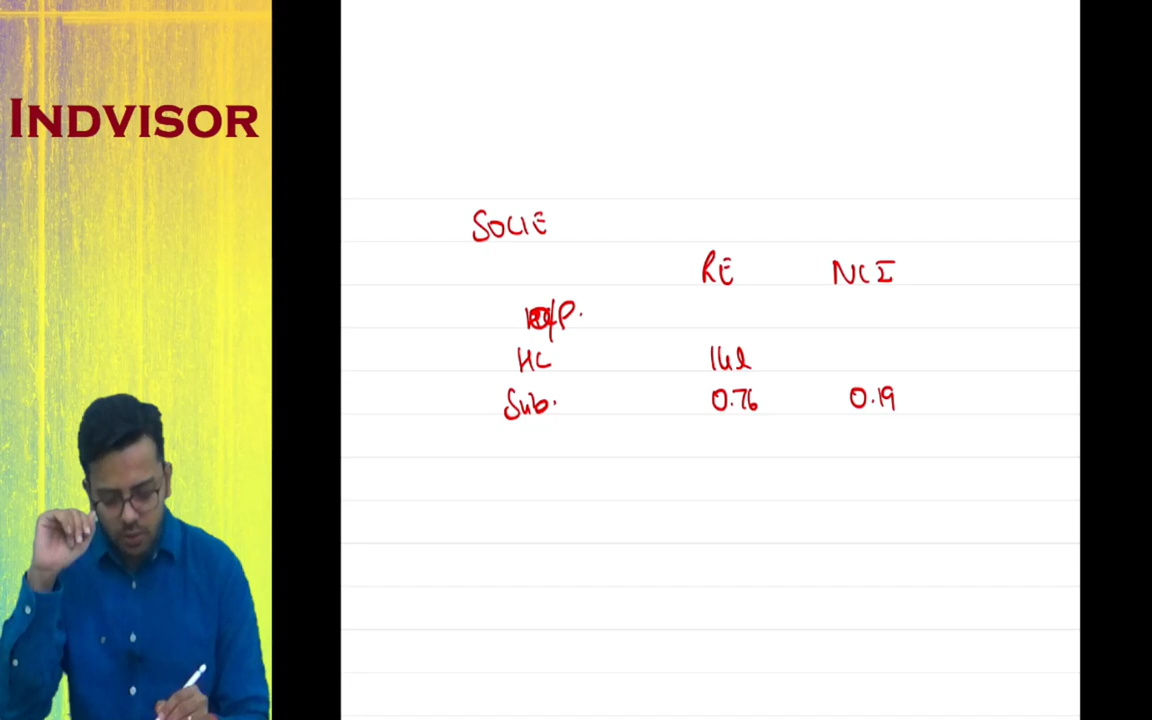 INDVISOR
SOCIE
RE NCI
/P.
HC
Sub. 0.76 0.19